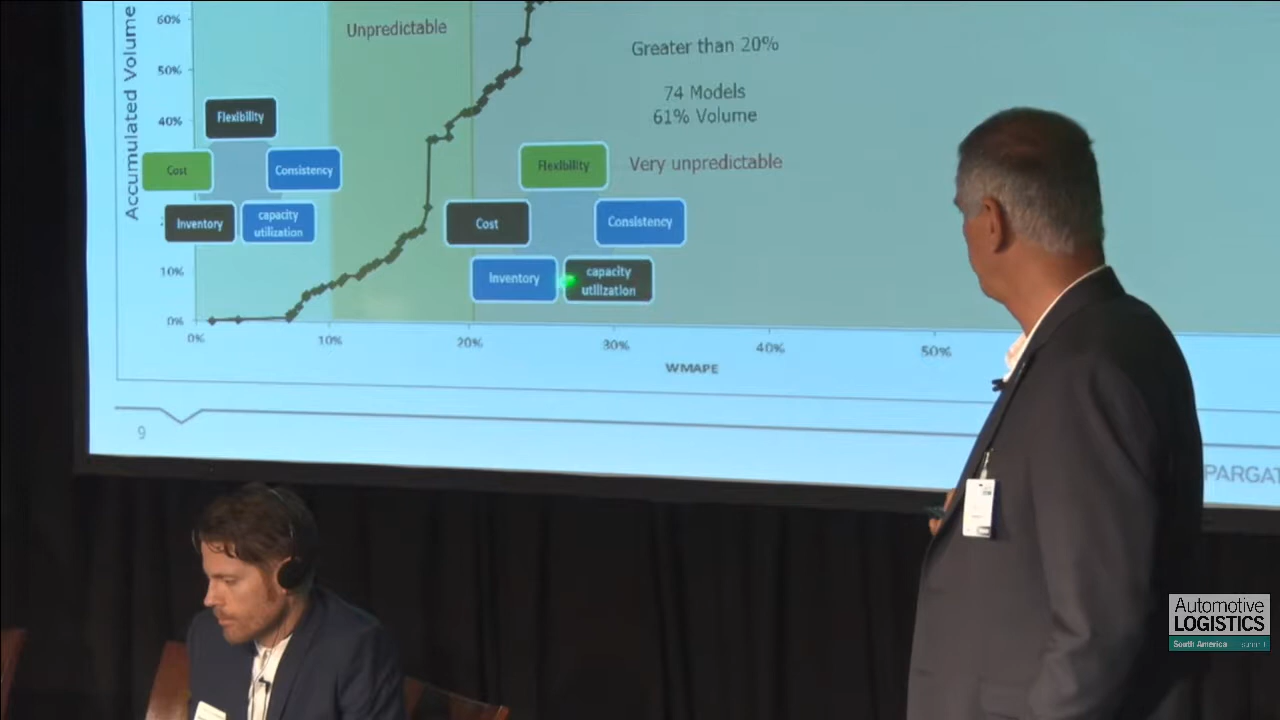 60%
Unpredictable
Accumulated Volume
Greater than 20%
50%
74 Models
61% Volume
40%
Flexibility
Cost
Consistency
Flexibility
Very unpredictable
Inventory
capacity
utilization
Cost
Consistency
10%
Inventory
capacity
utilization
0%
0%
10%
20%
30%
40%
50%
WMAPE
9
PARGAT
Automotive
LOGISTICS
South America